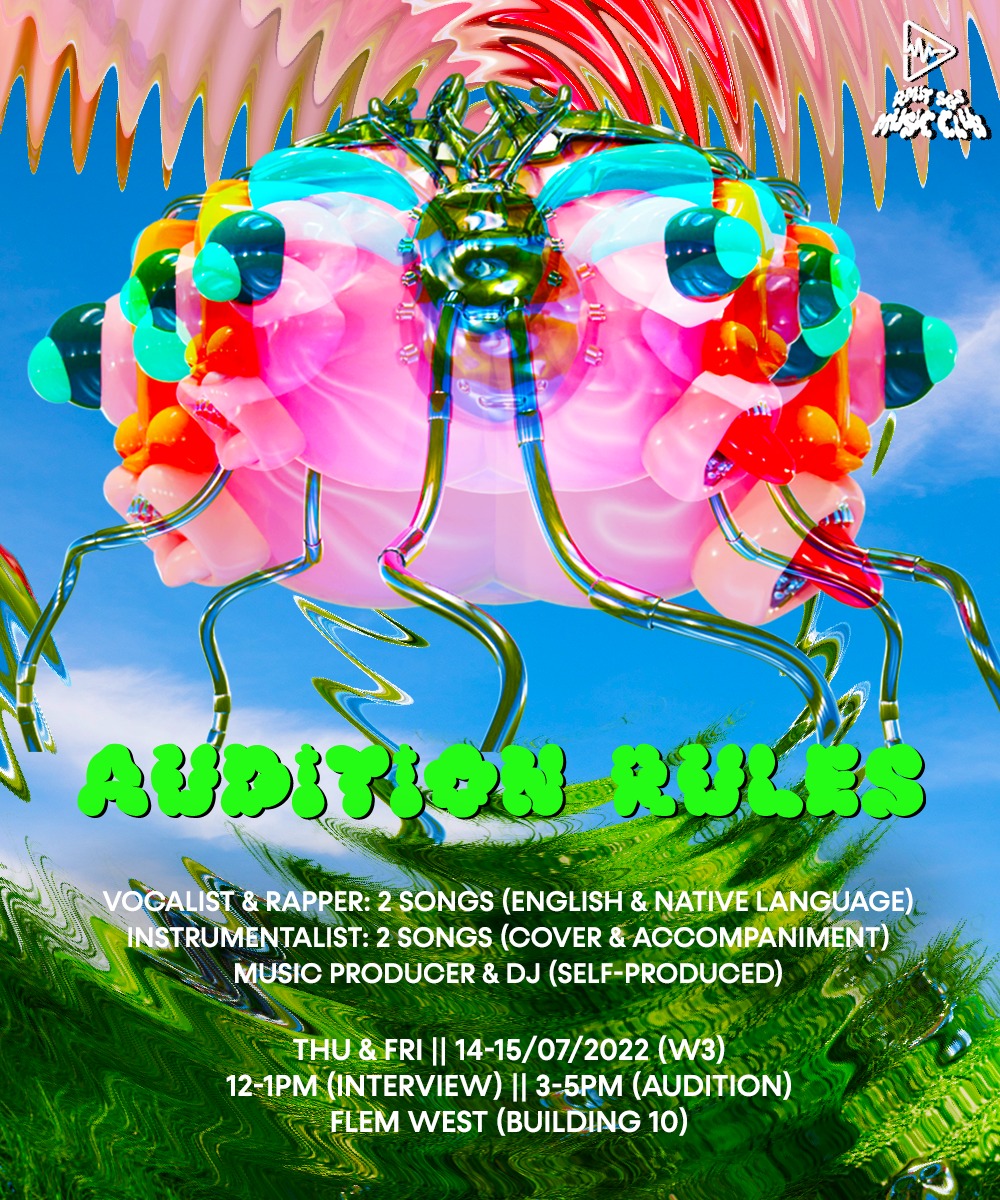 RMIT SGS
MUSIC CLUB
AUDITION RULES
VOCALIST & RAPPER: 2 SONGS (ENGLISH & NATIVE LANGUAGE)
INSTRUMENTALIST: 2 SONGS (COVER & ACCOMPANIMENT)
MUSIC PRODUCER & DJ (SELF-PRODUCED)
THU & FRI || 14-15/07/2022 (W3)
12-1PM (INTERVIEW) || 3-5PM (AUDITION)
FLEM WEST (BUILDING 10)